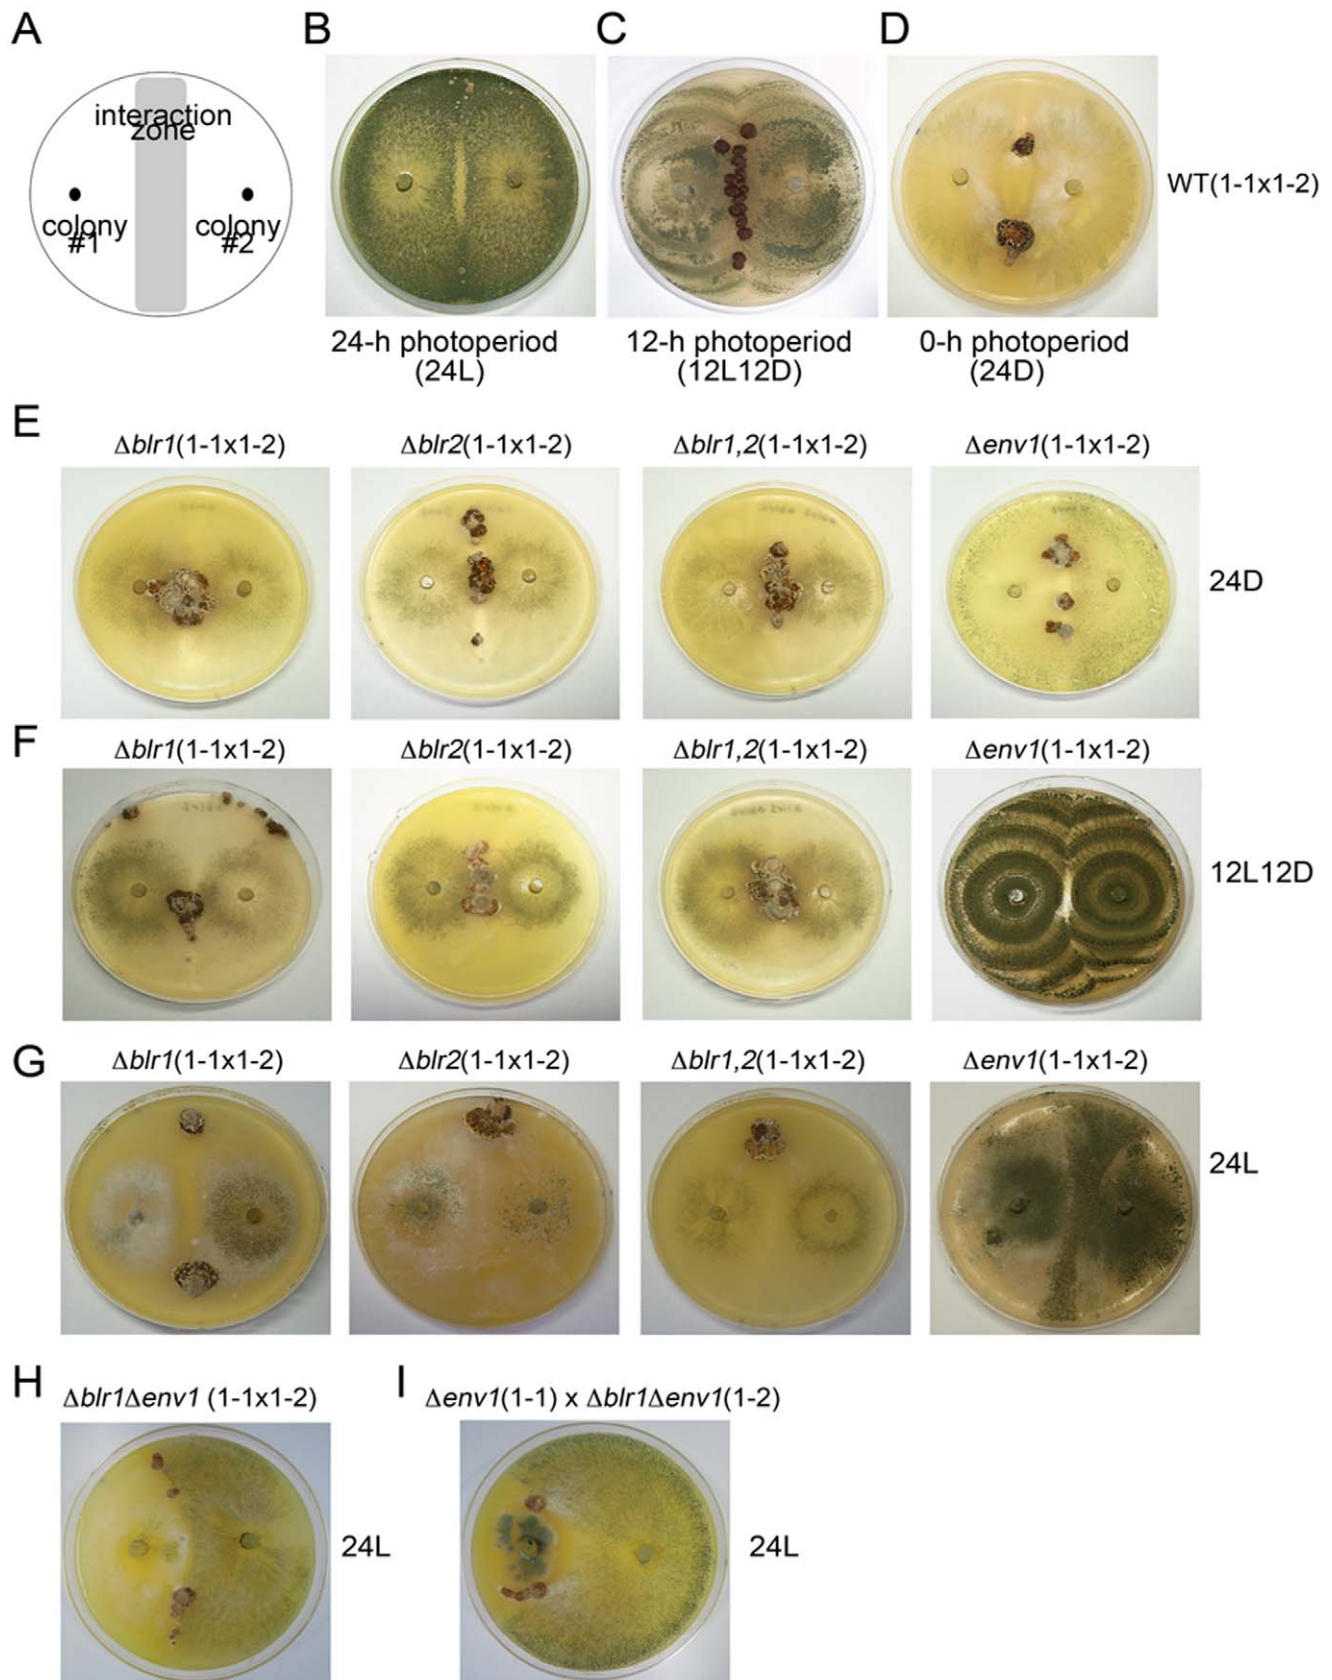 A
B
C
D
interaction
zone
colony
#1
colony
#2
WT(1-1x1-2)
24-h photoperiod
(24L)
12-h photoperiod
(12L12D)
0-h photoperiod
(24D)
E
Δblr1(1-1x1-2)
Δblr2(1-1x1-2)
Δblr1,2(1-1x1-2)
Δenv1(1-1x1-2)
24D
F
Δblr1(1-1x1-2)
Δblr2(1-1x1-2)
Δblr1,2(1-1x1-2)
Δenv1(1-1x1-2)
12L12D
G
Δblr1(1-1x1-2)
Δblr2(1-1x1-2)
Δblr1,2(1-1x1-2)
Δenv1(1-1x1-2)
24L
H
Δblr1Δenv1 (1-1x1-2)
24L
I
Δenv1(1-1) x Δblr1Δenv1(1-2)
24L